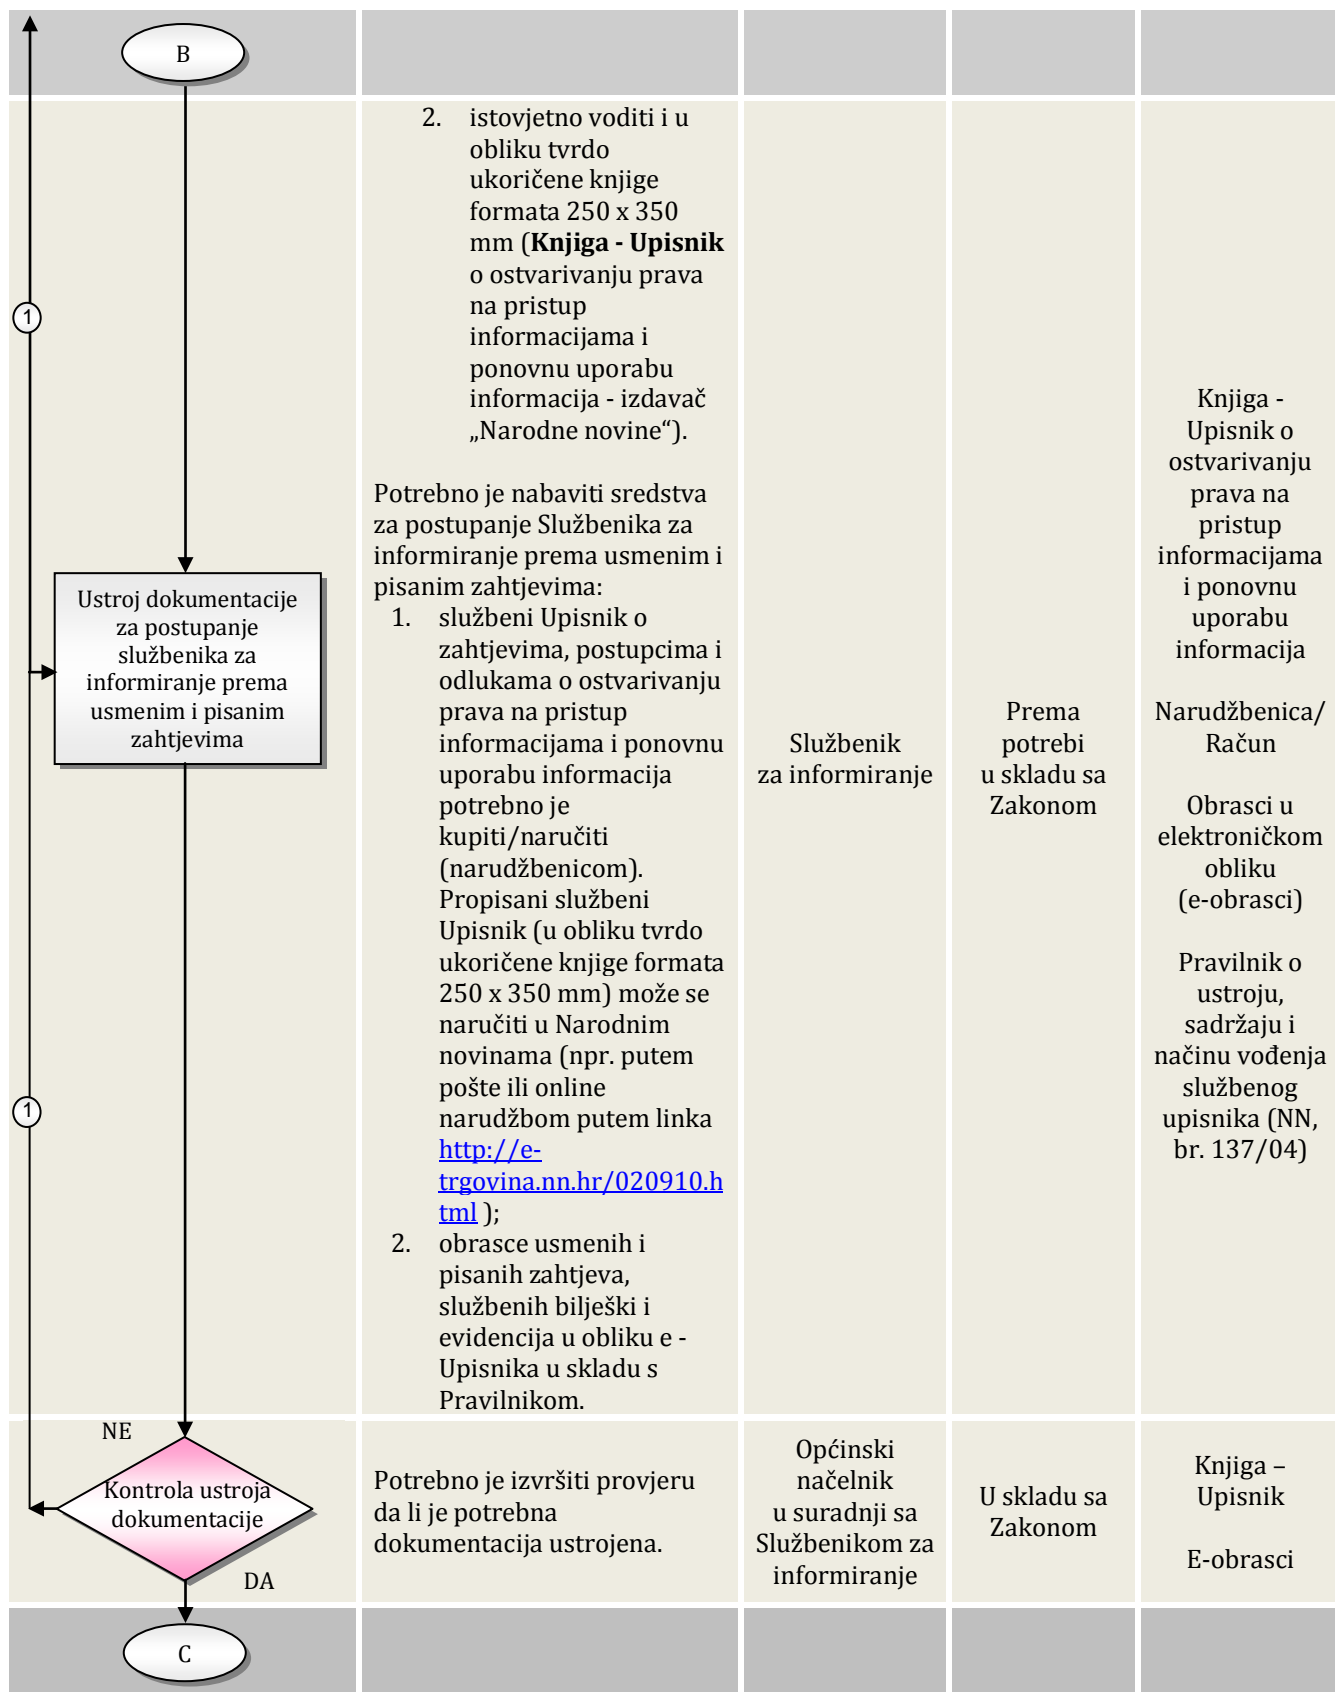 B
2. istovjetno voditi i u
obliku tvrdo
ukoričene knjige
formata 250 x 350
mm (Knjiga - Upisnik
o ostvarivanju prava
na pristup
informacijama i
ponovnu uporabu
informacija - izdavač
„Narodne novine“).
1
Potrebno je nabaviti sredstva
za postupanje Službenika za
informiranje prema usmenim i
pisanim zahtjevima:
1. službeni Upisnik o
zahtjevima, postupcima i
odlukama o ostvarivanju
prava na pristup
informacijama i ponovnu
uporabu informacija
potrebno je
kupiti/naručiti
(narudžbenicom).
Propisani službeni
Upisnik (u obliku tvrdo
ukoričene knjige formata
250 x 350 mm) može se
naručiti u Narodnim
novinama (npr. putem
pošte ili online
narudžbom putem linka
http://e-
trgovina.nn.hr/020910.h
tml );
2. obrasce usmenih i
pisanih zahtjeva,
službenih bilješki i
evidencija u obliku e -
Upisnika u skladu s
Pravilnikom.
Ustroj dokumentacije
za postupanje
službenika za
informiranje prema
usmenim i pisanim
zahtjevima
1
Službenik
za informiranje
Prema
potrebi
u skladu sa
Zakonom
Knjiga -
Upisnik o
ostvarivanju
prava na
pristup
informacijama
i ponovnu
uporabu
informacija
Narudžbenica/
Račun
Obrasci u
elektroničkom
obliku
(e-obrasci)
Pravilnik o
ustroju,
sadržaju i
načinu vođenja
službenog
upisnika (NN,
br. 137/04)
NE
Kontrola ustroja
dokumentacije
DA
Potrebno je izvršiti provjeru
da li je potrebna
dokumentacija ustrojena.
Općinski
načelnik
u suradnji sa
Službenikom za
informiranje
U skladu sa
Zakonom
Knjiga –
Upisnik
E-obrasci
C